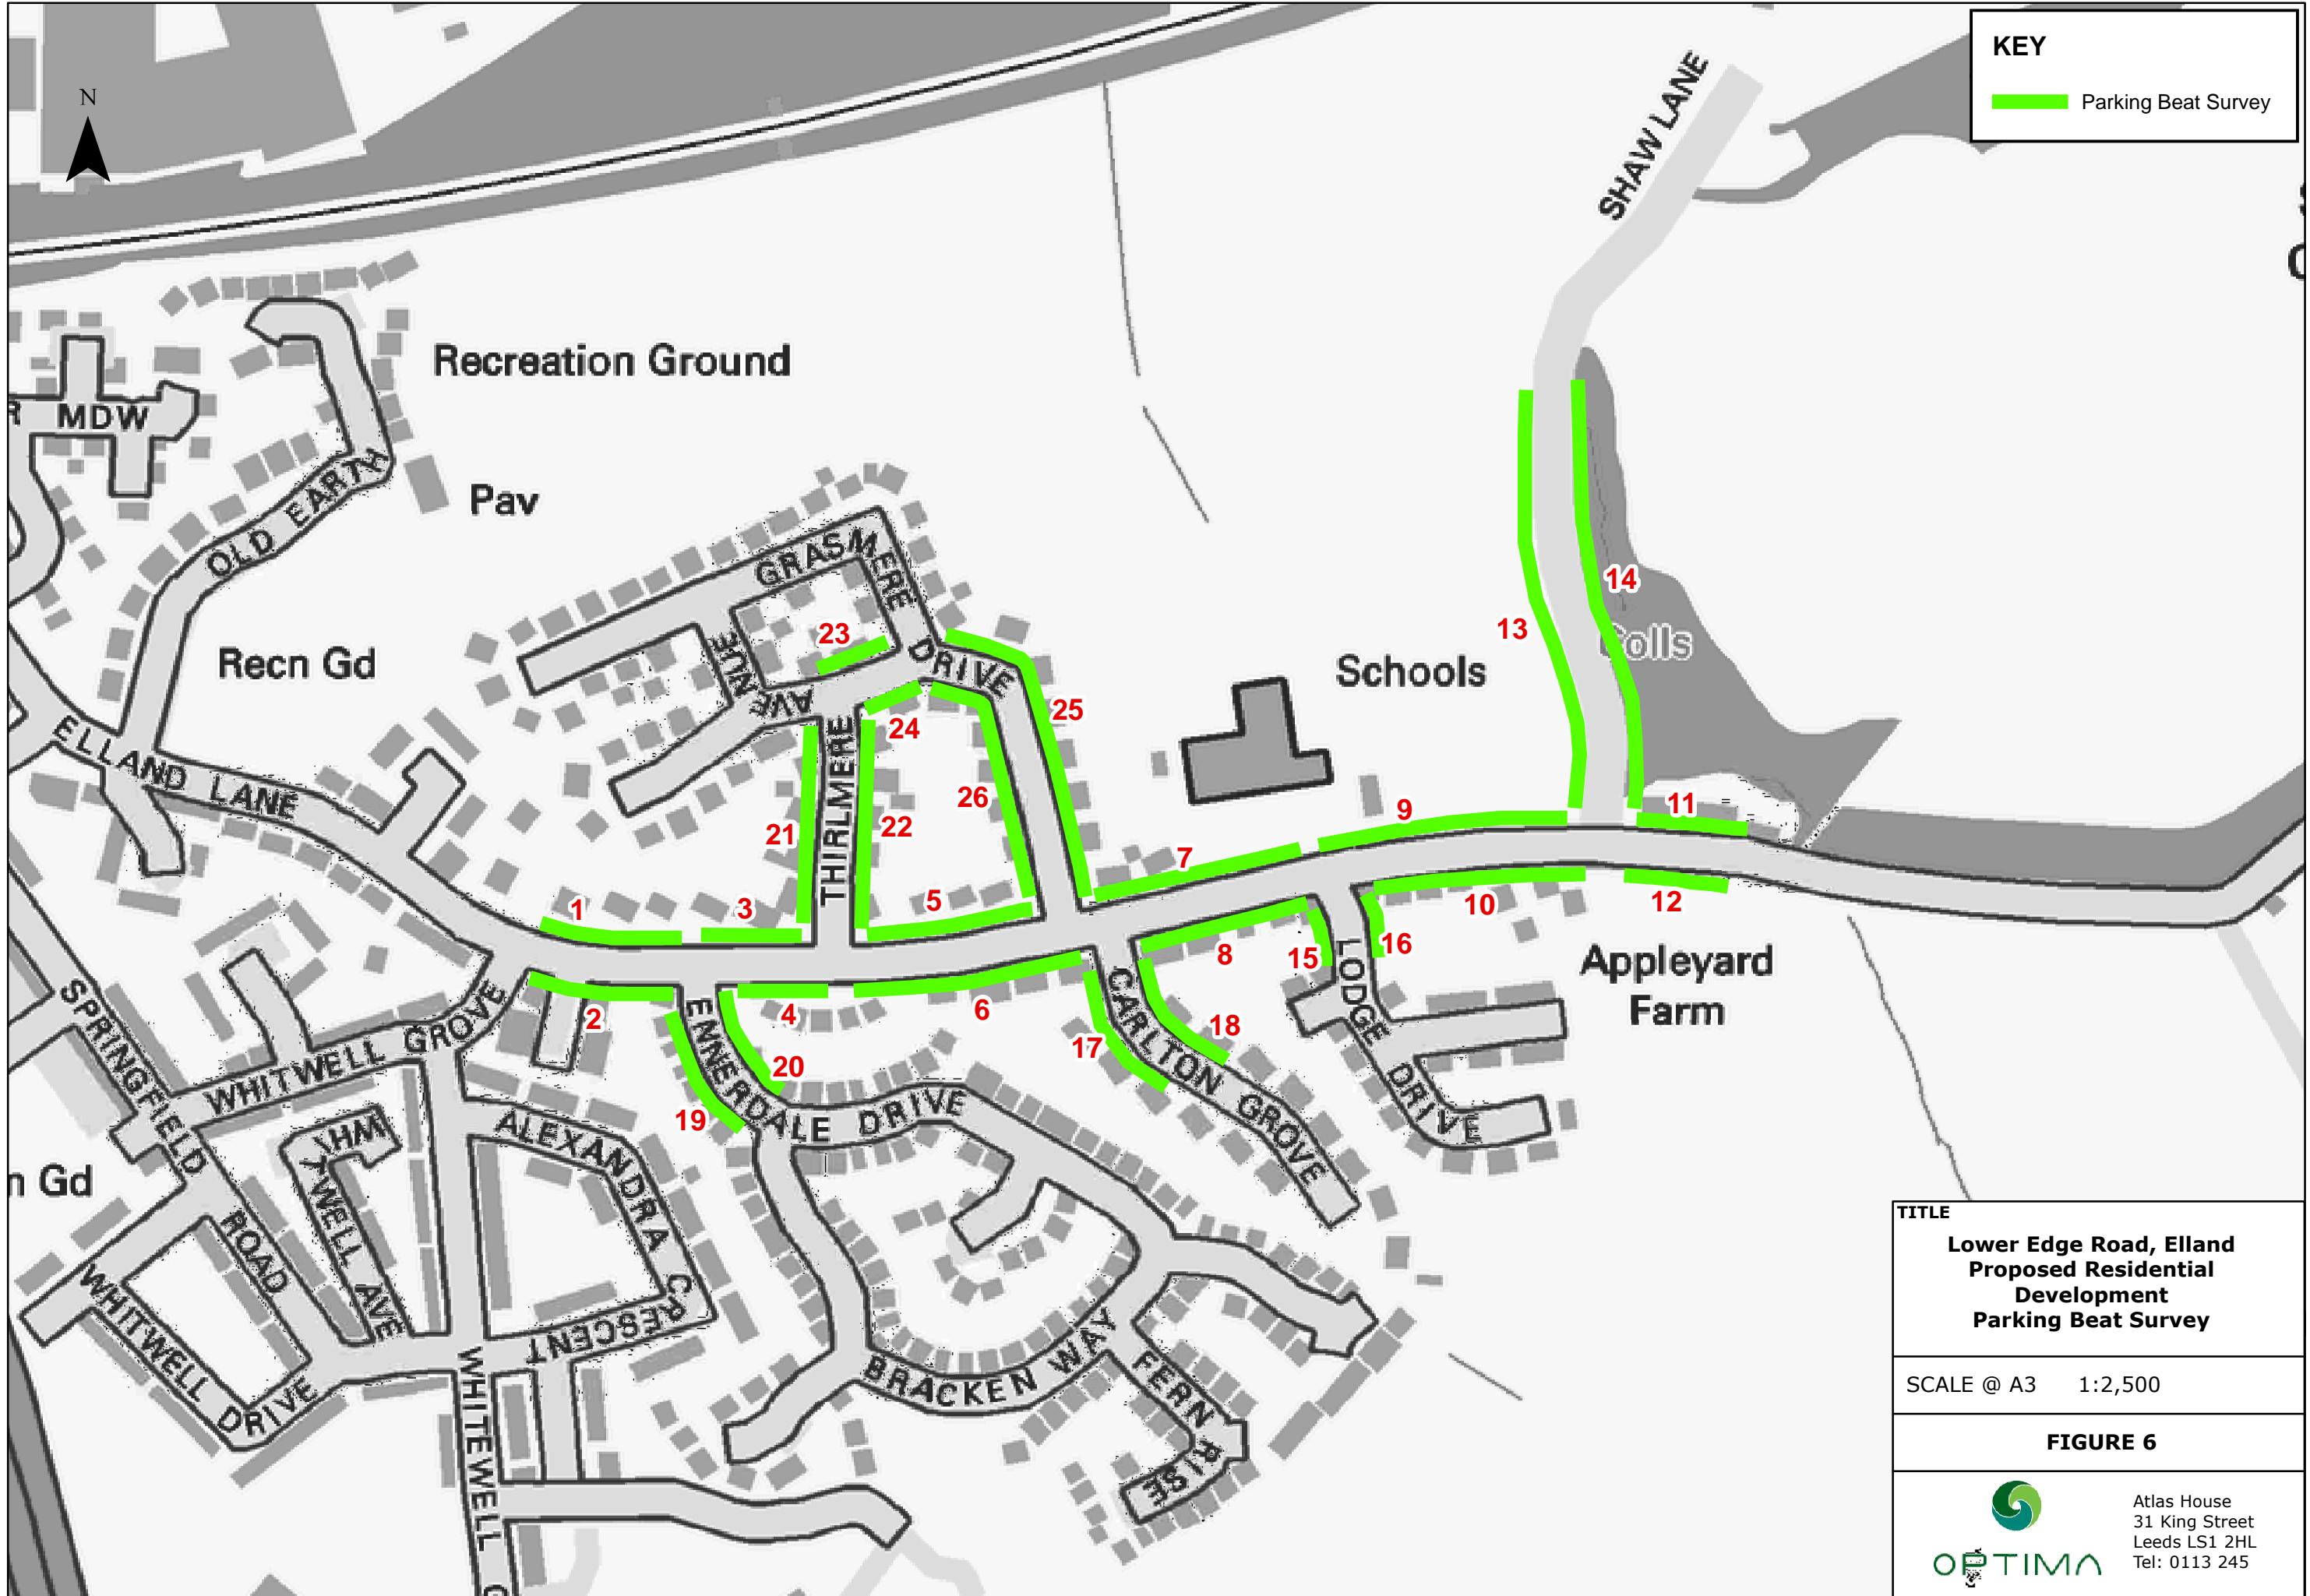 KEY
Parking Beat Survey
N
SHAW LANE
Recreation Ground
MDW
OLD EARTH
Pav
GRASMERE
DRIVE
AVENUE
Recn Gd
Schools
ELLAND LANE
THIRLMERE
23
24
25
26
21
22
13
14
1
3
5
7
9
11
2
4
6
8
10
12
15
16
17
18
19
20
Appleyard
Farm
SPRINGFIELD
ROAD
WHITWELL GROVE
ENNERDALE DRIVE
CARLTON GROVE
LODGE
DRIVE
ALEXANDRA CRESCENT
WHITWELL AVE
n Gd
WHITWELL DRIVE
WHITEWELL G
BRACKEN WAY
FERN
RISE
TITLE
Lower Edge Road, Elland
Proposed Residential
Development
Parking Beat Survey
SCALE @ A3 1:2,500
FIGURE 6
OPTIMA
Atlas House
31 King Street
Leeds LS1 2HL
Tel: 0113 245